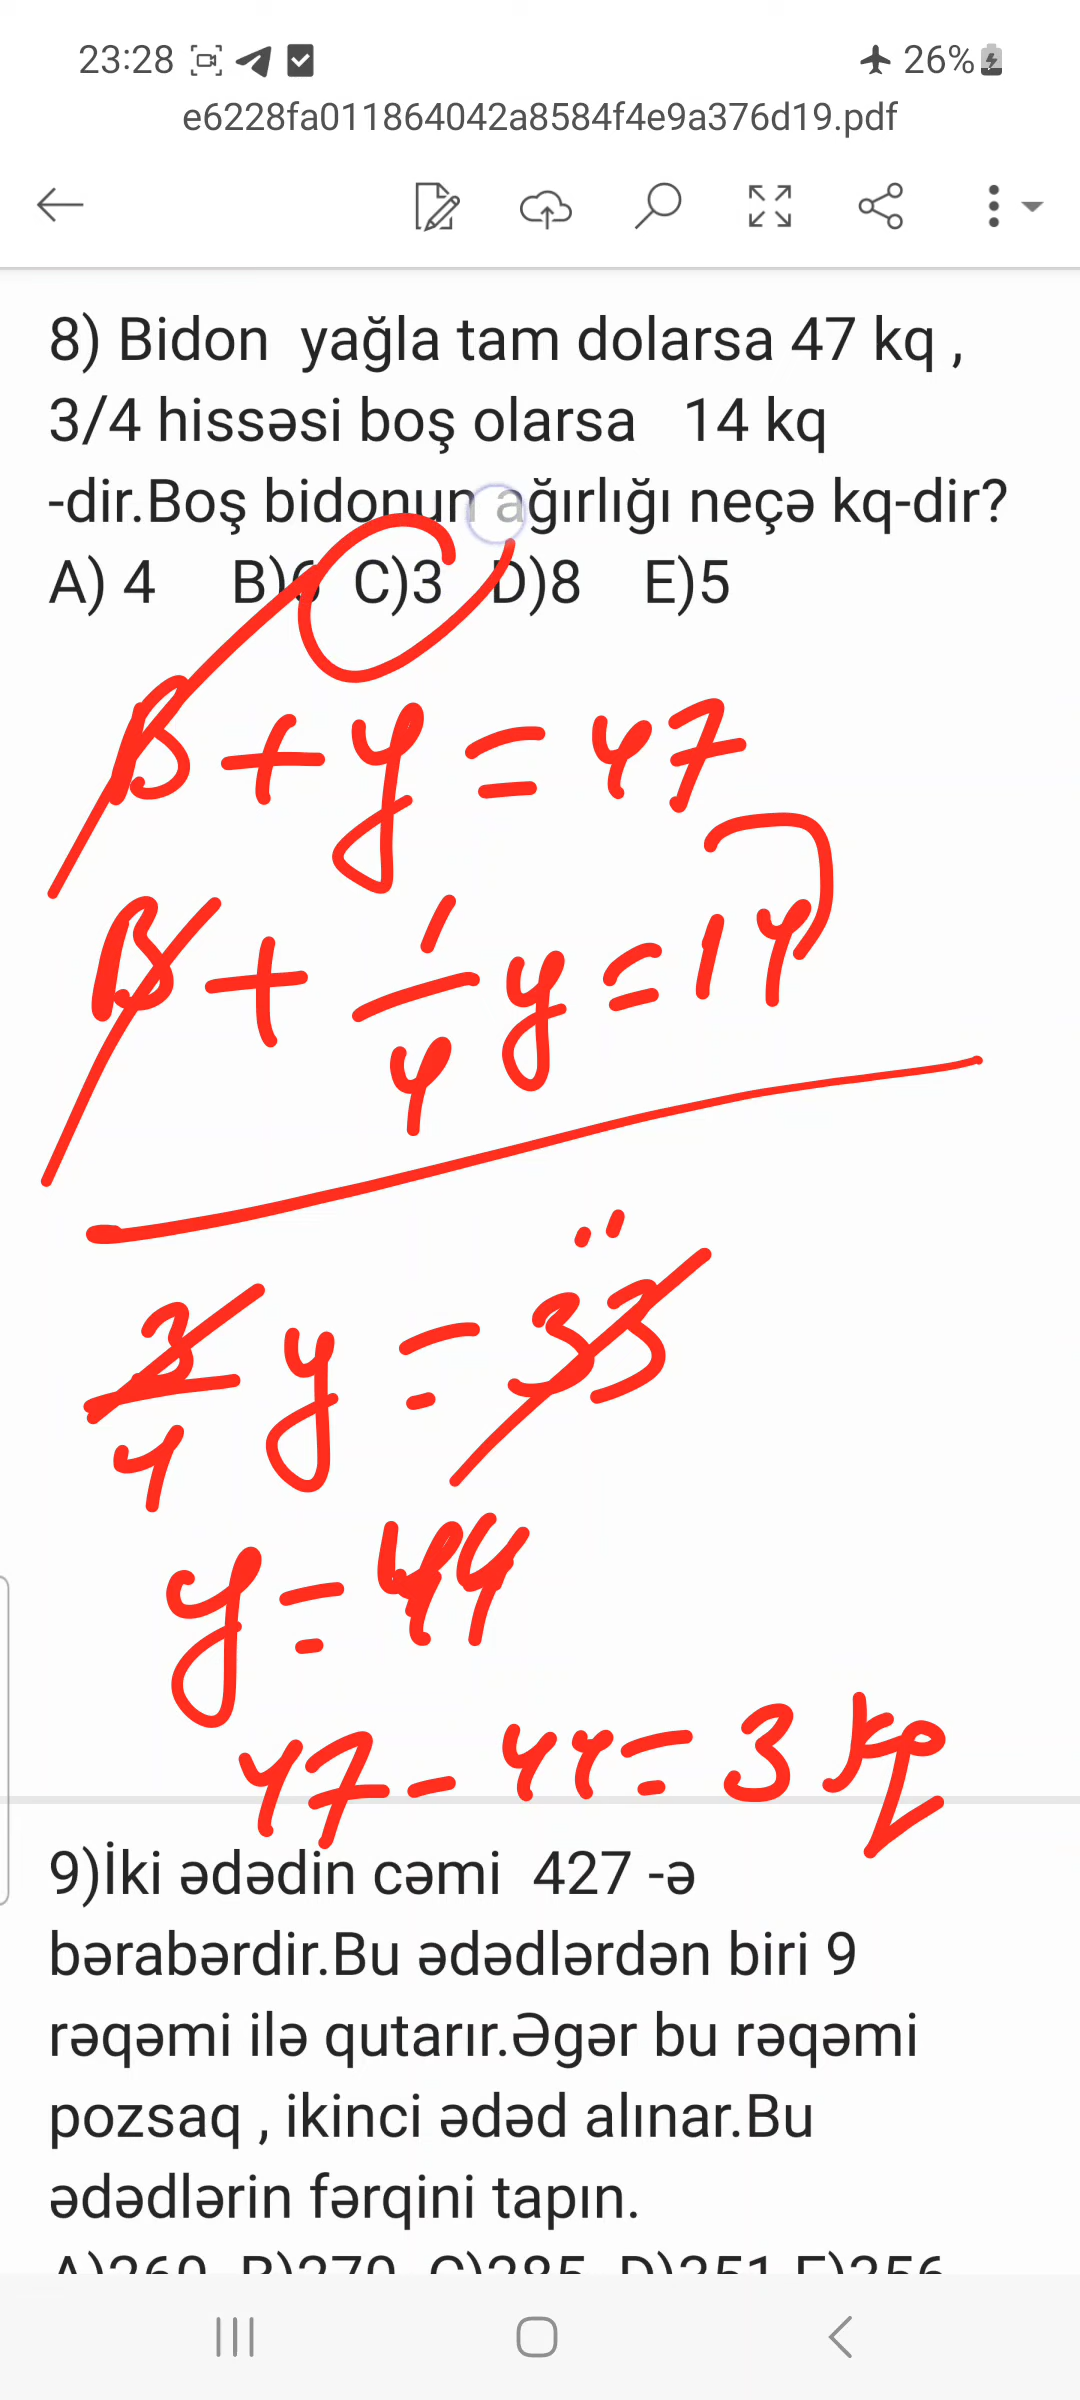 23:28 26%
e6228fa011864042a8584f4e9a376d19.pdf
8) Bidon yağla tam dolarsa 47 kq ,
3/4 hissəsi boş olarsa 14 kq
-dir.Boş bidonun ağırlığı neçə kq-dir?
A) 4 B)6 C)3 D)8 E)5
B + y = 47
B + 1/4 y = 14
3/4 y = 33
y = 44
47 - 44 = 3 kq
9)İki ədədin cəmi 427 -ə
bərabərdir.Bu ədədlərdən biri 9
rəqəmi ilə qutarır.Əgər bu rəqəmi
pozsaq , ikinci ədəd alınar.Bu
ədədlərin fərqini tapın.